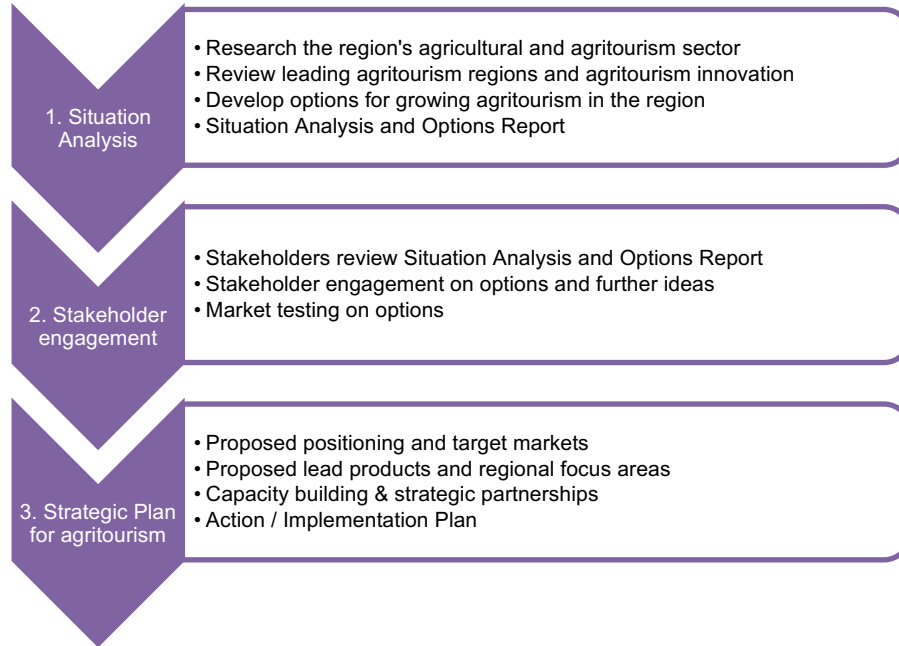 1. Situation
Analysis
• Research the region's agricultural and agritourism sector
• Review leading agritourism regions and agritourism innovation
• Develop options for growing agritourism in the region
• Situation Analysis and Options Report
2. Stakeholder
engagement
• Stakeholders review Situation Analysis and Options Report
• Stakeholder engagement on options and further ideas
• Market testing on options
3. Strategic Plan
for agritourism
• Proposed positioning and target markets
• Proposed lead products and regional focus areas
• Capacity building & strategic partnerships
• Action / Implementation Plan